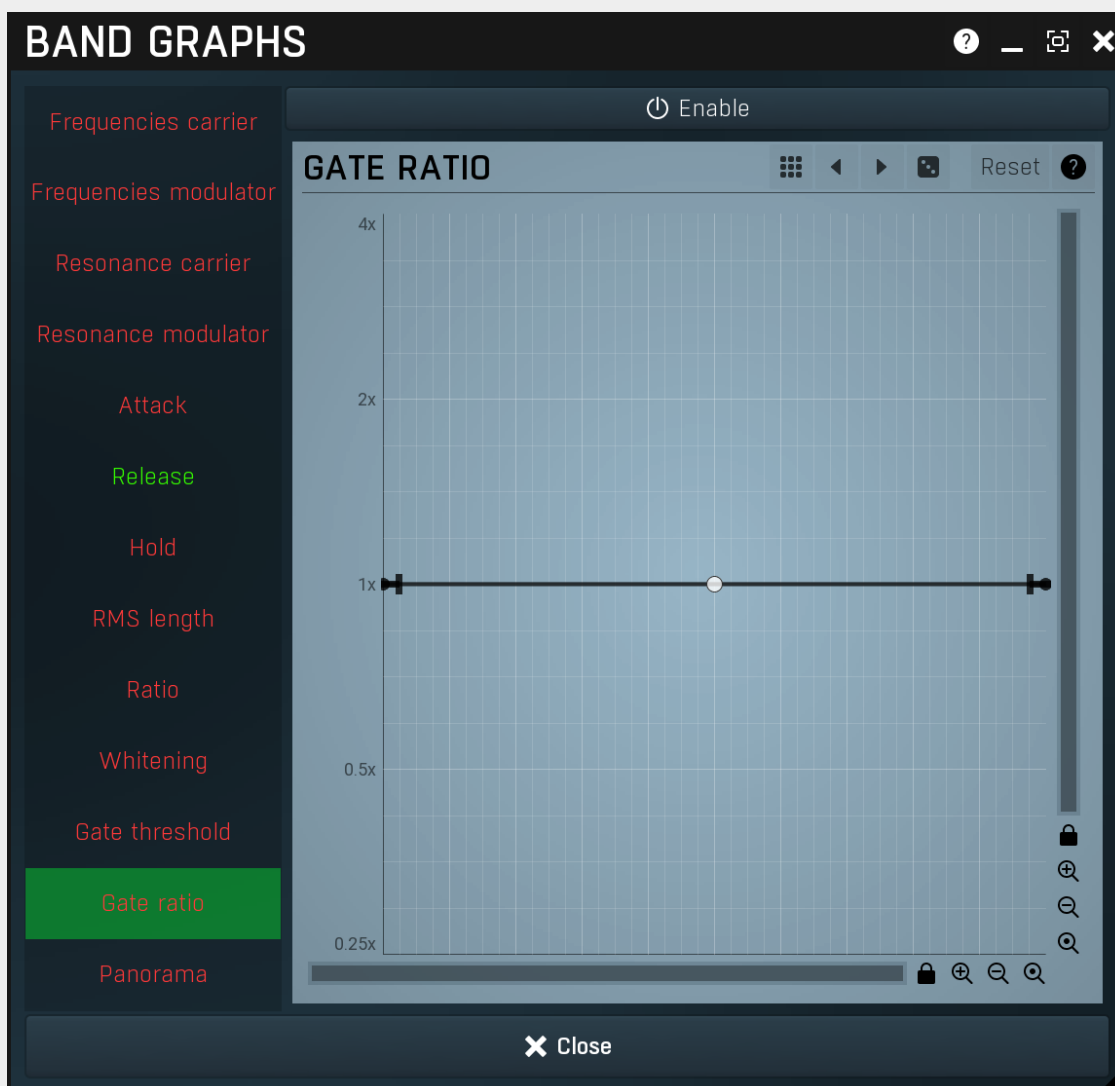 BAND GRAPHS
Frequencies carrier
Frequencies modulator
Resonance carrier
Resonance modulator
Attack
Release
Hold
RMS length
Ratio
Whitening
Gate threshold
Gate ratio
Panorama
Enable
GATE RATIO
Reset
4x
2x
1x
0.5x
0.25x
Close